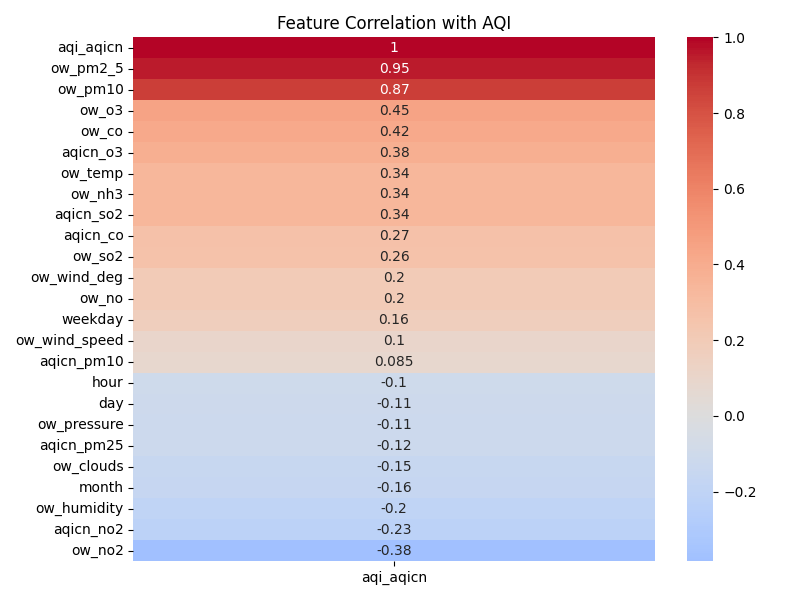 Feature Correlation with AQI
aqi_aqicn 1
ow_pm2_5 0.95
ow_pm10 0.87
ow_o3 0.45
ow_co 0.42
aqicn_o3 0.38
ow_temp 0.34
ow_nh3 0.34
aqicn_so2 0.34
aqicn_co 0.27
ow_so2 0.26
ow_wind_deg 0.2
ow_no 0.2
weekday 0.16
ow_wind_speed 0.1
aqicn_pm10 0.085
hour -0.1
day -0.11
ow_pressure -0.11
aqicn_pm25 -0.12
ow_clouds -0.15
month -0.16
ow_humidity -0.2
aqicn_no2 -0.23
ow_no2 -0.38
aqi_aqicn
1.0
0.8
0.6
0.4
0.2
0.0
−0.2